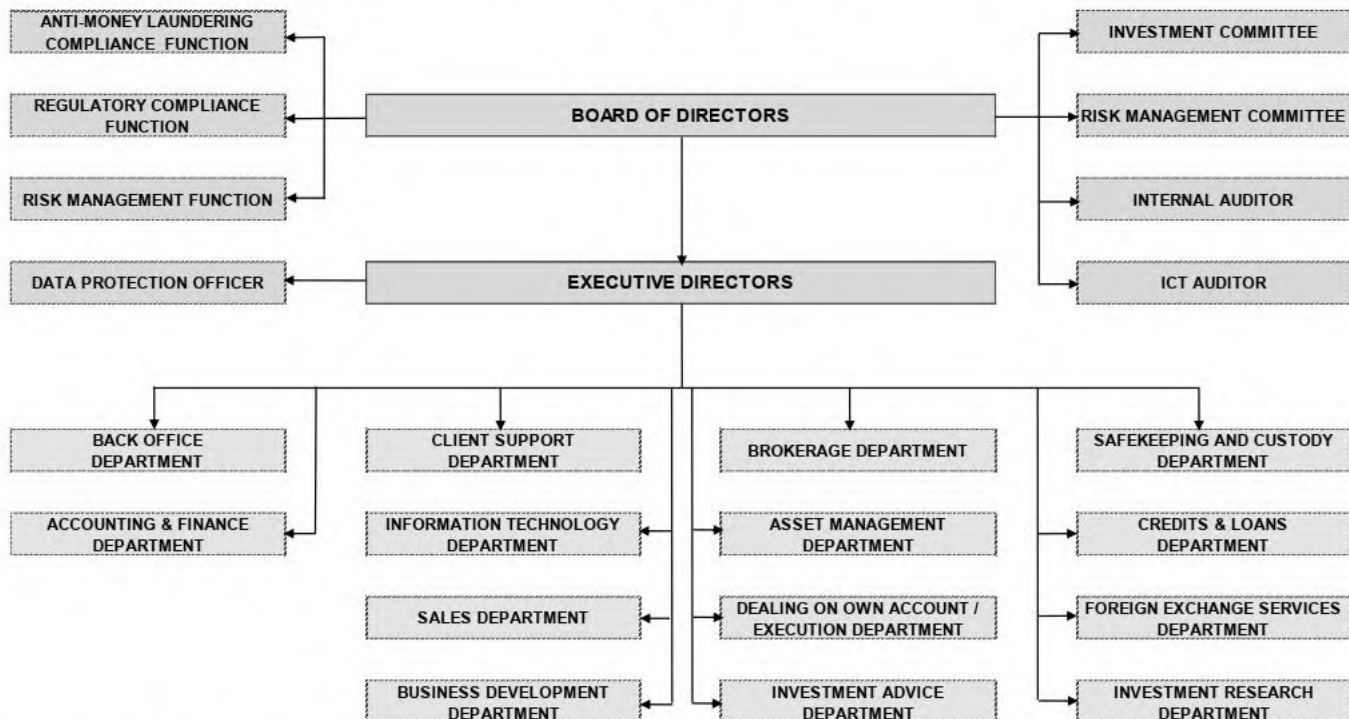 ANTI-MONEY LAUNDERING
COMPLIANCE FUNCTION
INVESTMENT COMMITTEE
REGULATORY COMPLIANCE
FUNCTION
BOARD OF DIRECTORS
RISK MANAGEMENT COMMITTEE
RISK MANAGEMENT FUNCTION
INTERNAL AUDITOR
DATA PROTECTION OFFICER
EXECUTIVE DIRECTORS
ICT AUDITOR
BACK OFFICE
DEPARTMENT
CLIENT SUPPORT
DEPARTMENT
BROKERAGE DEPARTMENT
SAFEKEEPING AND CUSTODY
DEPARTMENT
ACCOUNTING & FINANCE
DEPARTMENT
INFORMATION TECHNOLOGY
DEPARTMENT
ASSET MANAGEMENT
DEPARTMENT
CREDITS & LOANS
DEPARTMENT
SALES DEPARTMENT
DEALING ON OWN ACCOUNT /
EXECUTION DEPARTMENT
FOREIGN EXCHANGE SERVICES
DEPARTMENT
BUSINESS DEVELOPMENT
DEPARTMENT
INVESTMENT ADVICE
DEPARTMENT
INVESTMENT RESEARCH
DEPARTMENT